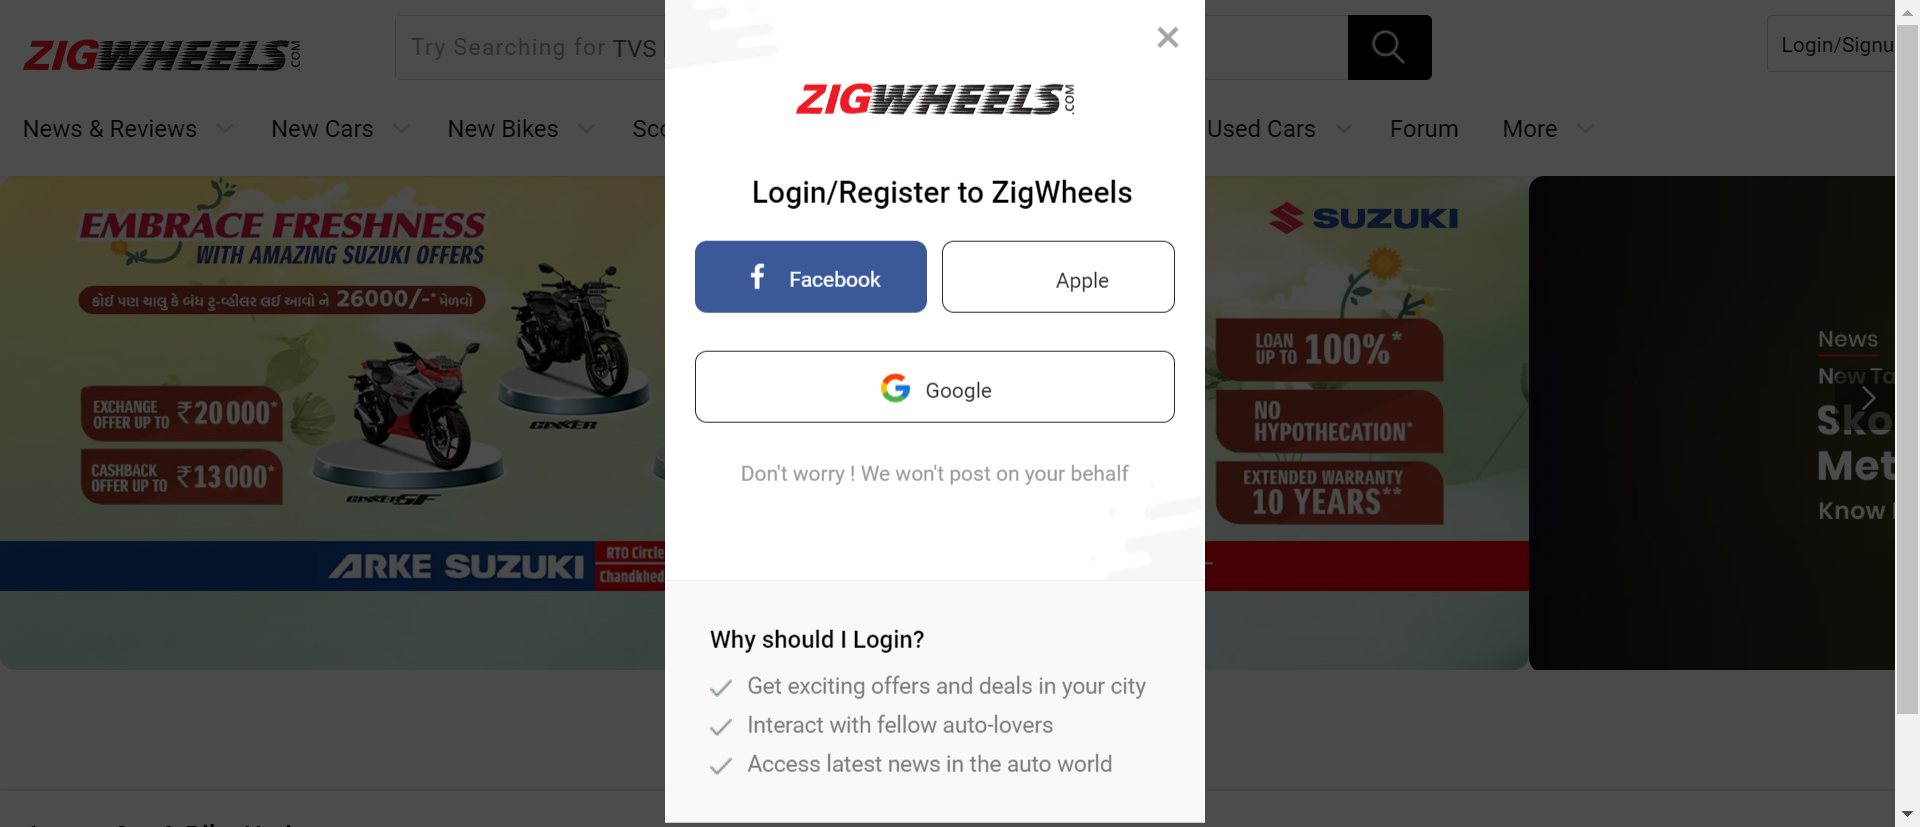 ZIGWHEELS.COM
Try Searching for TVS
Login/Signu
News & Reviews
New Cars
New Bikes
Sco
Used Cars
Forum
More
EMBRACE FRESHNESS
WITH AMAZING SUZUKI OFFERS
કોઈ પણ ચાલુ કે બંધ ટુ-વ્હીલર લઈ આવો ને 26000/-* મેળવો
EXCHANGE
OFFER UP TO ₹20000*
CASHBACK
OFFER UP TO ₹13000*
GIXXER
GIXXER SF
ARKE SUZUKI
RTO Circle
Chandkhed
ZIGWHEELS.COM
Login/Register to ZigWheels
Facebook
Apple
Google
Don't worry ! We won't post on your behalf
Why should I Login?
Get exciting offers and deals in your city
Interact with fellow auto-lovers
Access latest news in the auto world
SUZUKI
LOAN
UP TO 100%*
NO
HYPOTHECATION*
EXTENDED WARRANTY
10 YEARS**
News
New Ta
Sko
Met
Know